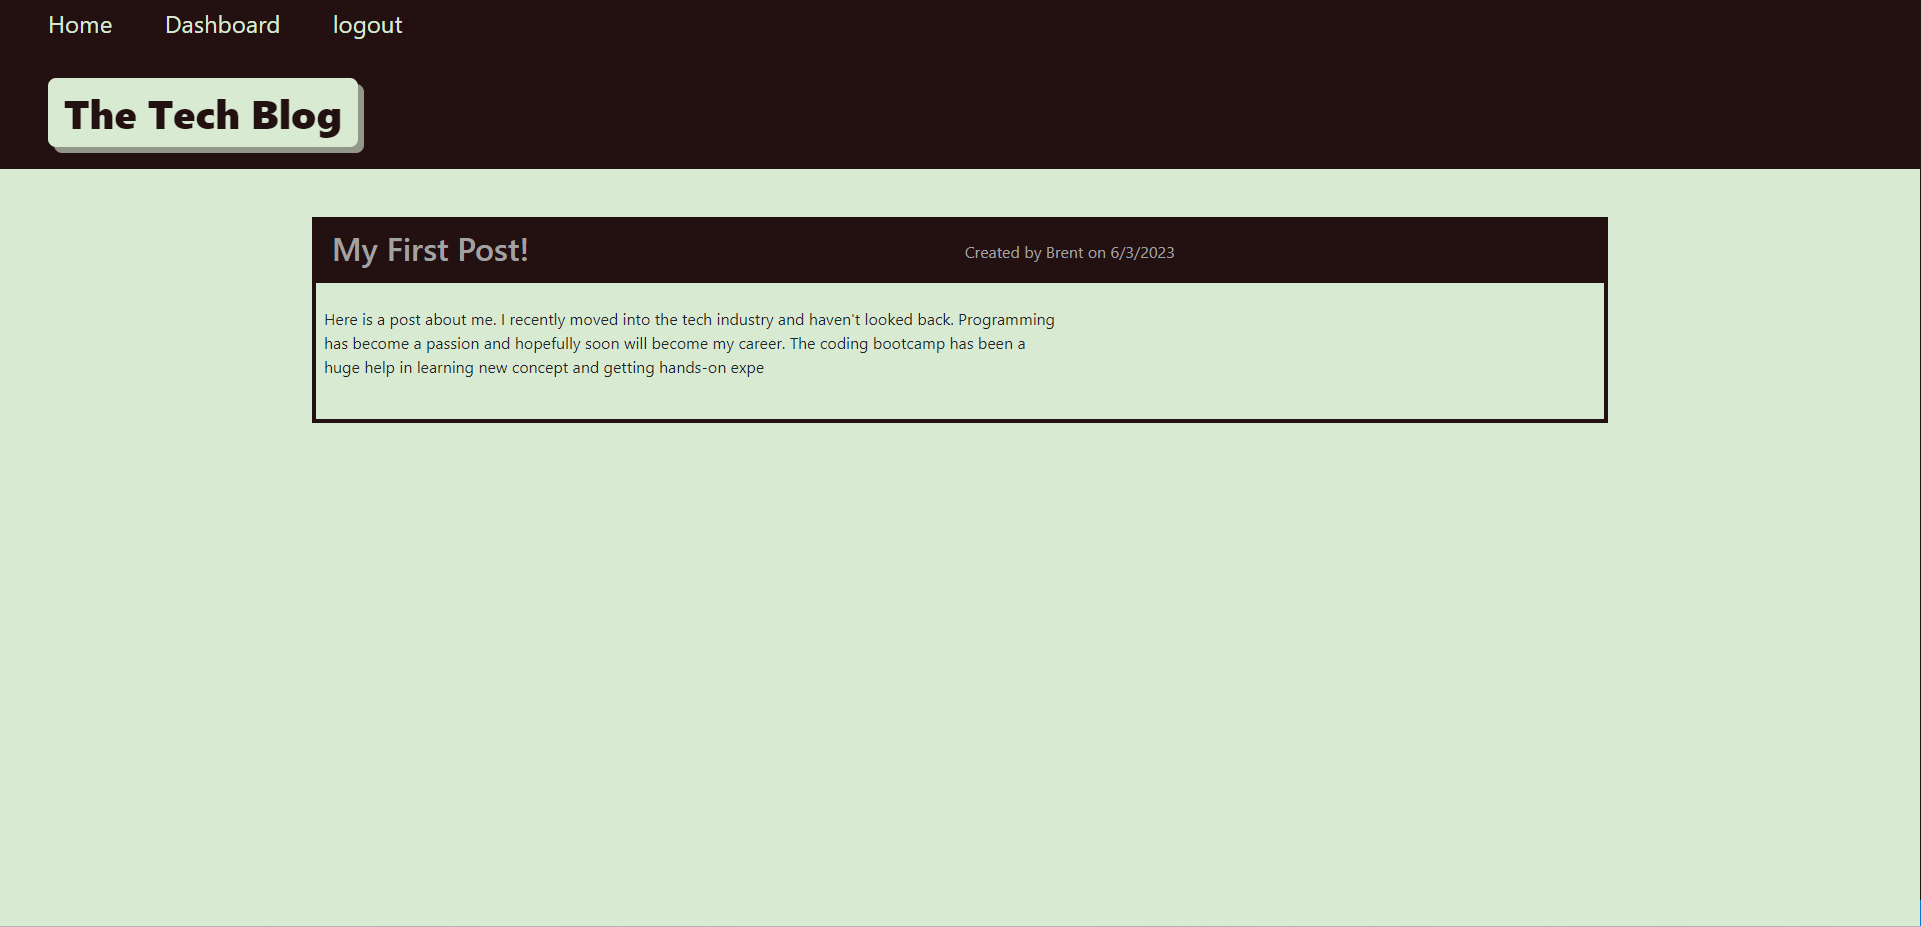 Home Dashboard logout
The Tech Blog
My First Post! Created by Brent on 6/3/2023
Here is a post about me. I recently moved into the tech industry and haven't looked back. Programming
has become a passion and hopefully soon will become my career. The coding bootcamp has been a
huge help in learning new concept and getting hands-on expe